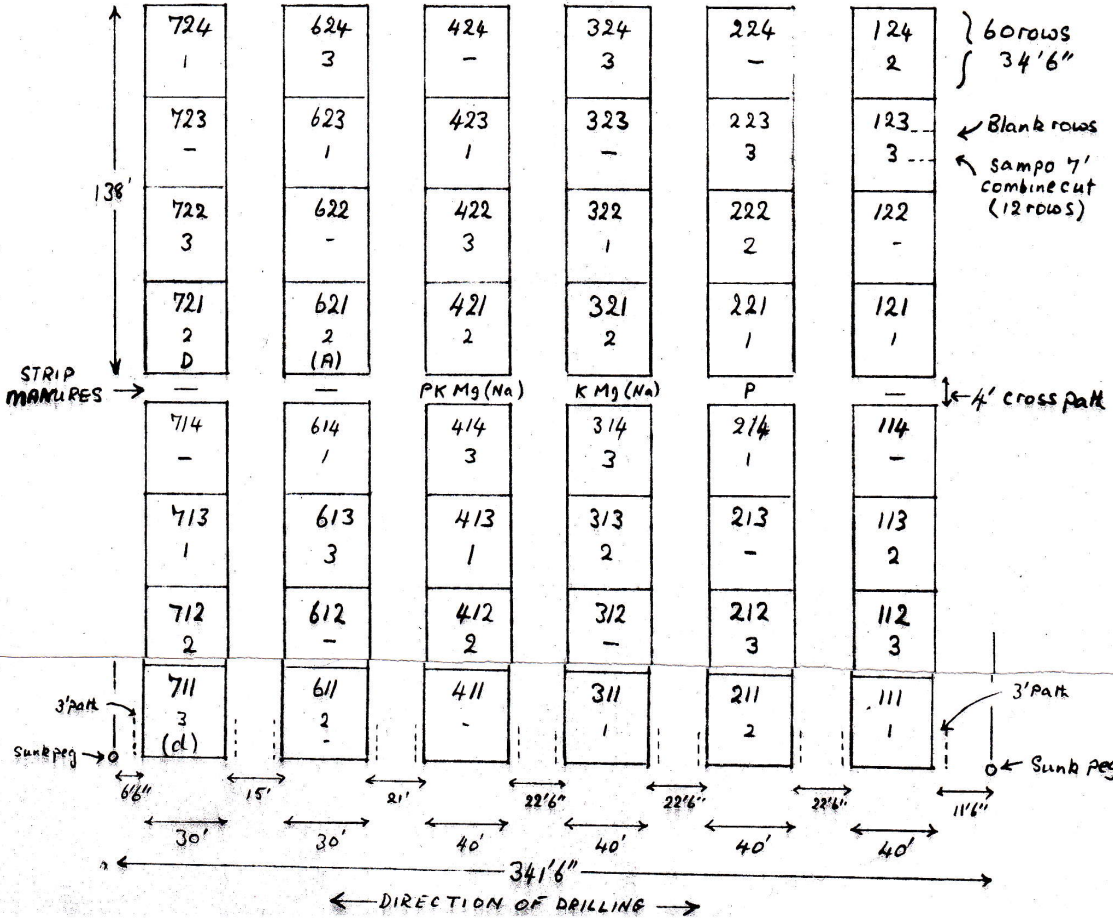 724 624 424 324 224 124 60 rows
1 3 - 3 - 2 34'6"
723 623 423 323 223 123 Blank rows
- 1 1 - 3 3 Sampo 7'
combine cut
(12 rows)
138'
722 622 422 322 222 122
3 - 3 1 2 -
721 621 421 321 221 121
2 2 2 2 1 1
D (A)
STRIP
MANURES — — PK Mg (Na) K Mg (Na) P — 4' cross path
714 614 414 314 214 114
- 1 3 3 1 -
713 613 413 313 213 113
1 3 1 2 - 2
712 612 412 312 212 112
2 - 2 - 3 3
711 611 411 311 211 111
3' Path 3 2 - 1 2 1 3' Path
(d) -
Sunk peg Sunk peg
6'6" 15' 21' 22'6" 22'6" 22'6" 11'6"
30' 30' 40' 40' 40' 40'
341'6"
DIRECTION OF DRILLING